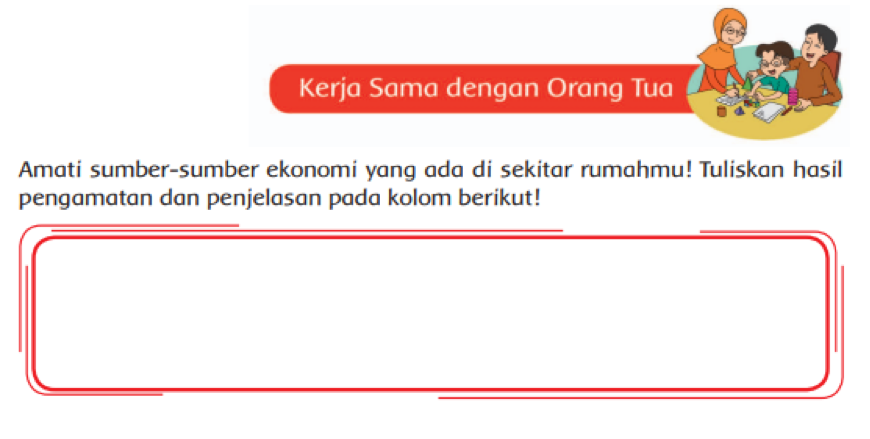 Kerja Sama dengan Orang Tua
Amati sumber-sumber ekonomi yang ada di sekitar rumahmu! Tuliskan hasil
pengamatan dan penjelasan pada kolom berikut!